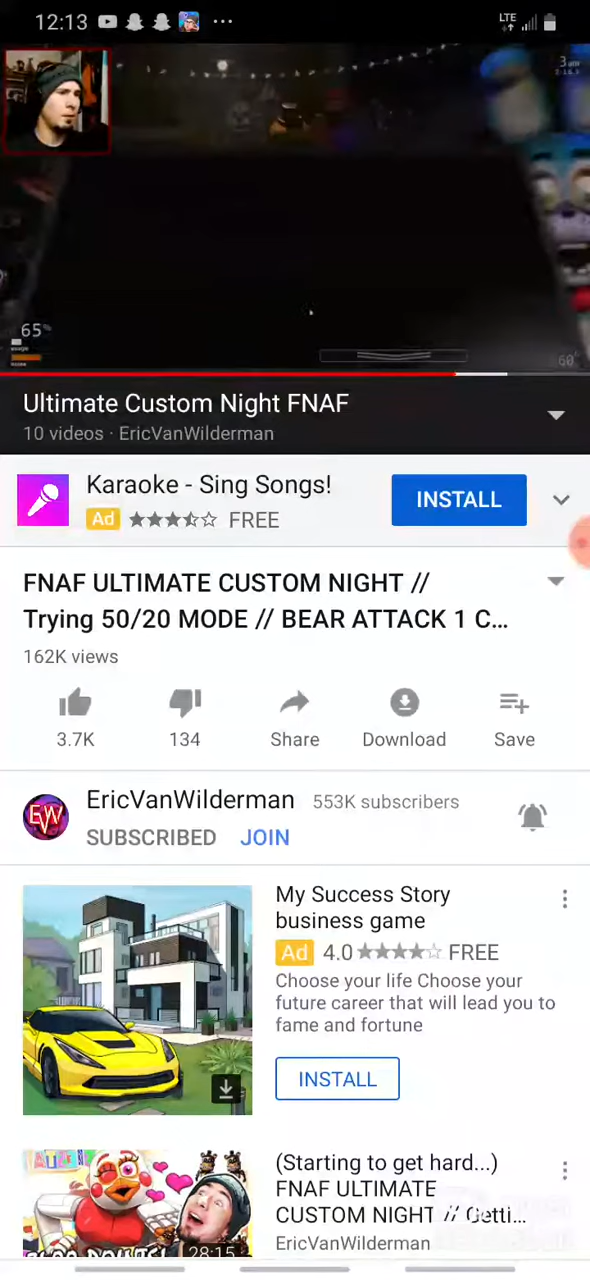 12:13
LTE
3 am
65%
60°
Ultimate Custom Night FNAF
10 videos · EricVanWilderman
Karaoke - Sing Songs!
Ad FREE
INSTALL
FNAF ULTIMATE CUSTOM NIGHT //
Trying 50/20 MODE // BEAR ATTACK 1 C...
162K views
3.7K
134
Share
Download
Save
EW
EricVanWilderman 553K subscribers
SUBSCRIBED JOIN
My Success Story
business game
Ad 4.0 FREE
Choose your life Choose your
future career that will lead you to
fame and fortune
INSTALL
(Starting to get hard...)
FNAF ULTIMATE
CUSTOM NIGHT // Getti...
EricVanWilderman
28:15